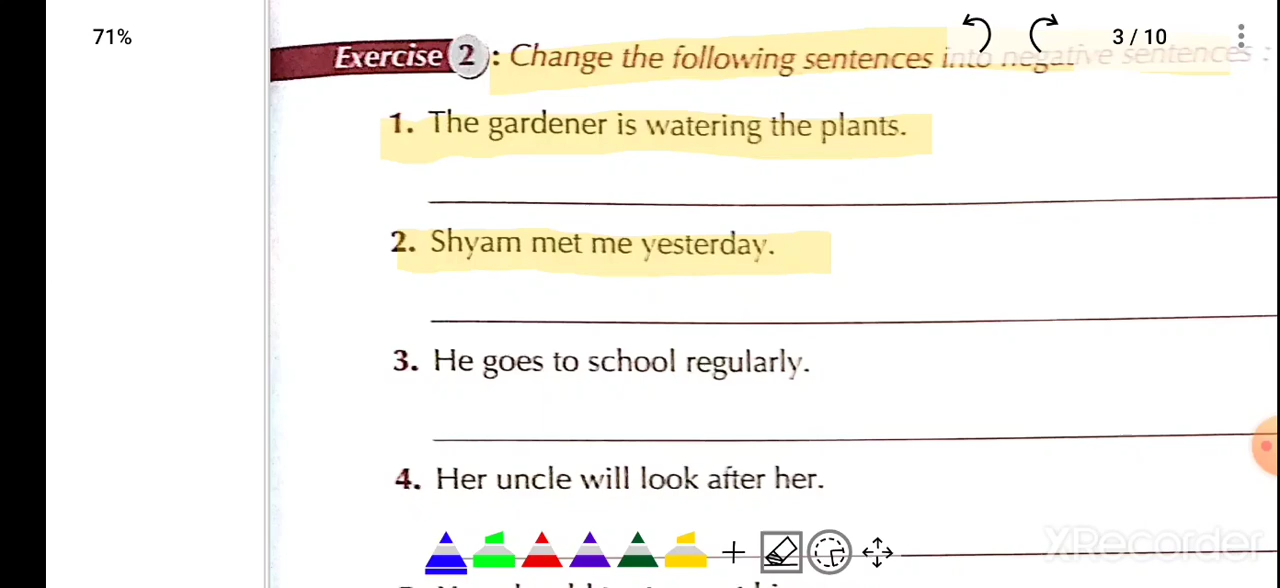 71%
3 / 10
Exercise 2 : Change the following sentences into negative sentences :
1. The gardener is watering the plants.
2. Shyam met me yesterday.
3. He goes to school regularly.
4. Her uncle will look after her.
XRecorder